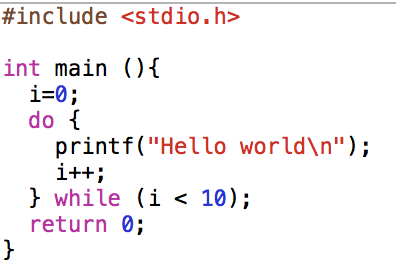 #include <stdio.h>

int main (){
  i=0;
  do {
    printf("Hello world\n");
    i++;
  } while (i < 10);
  return 0;
}